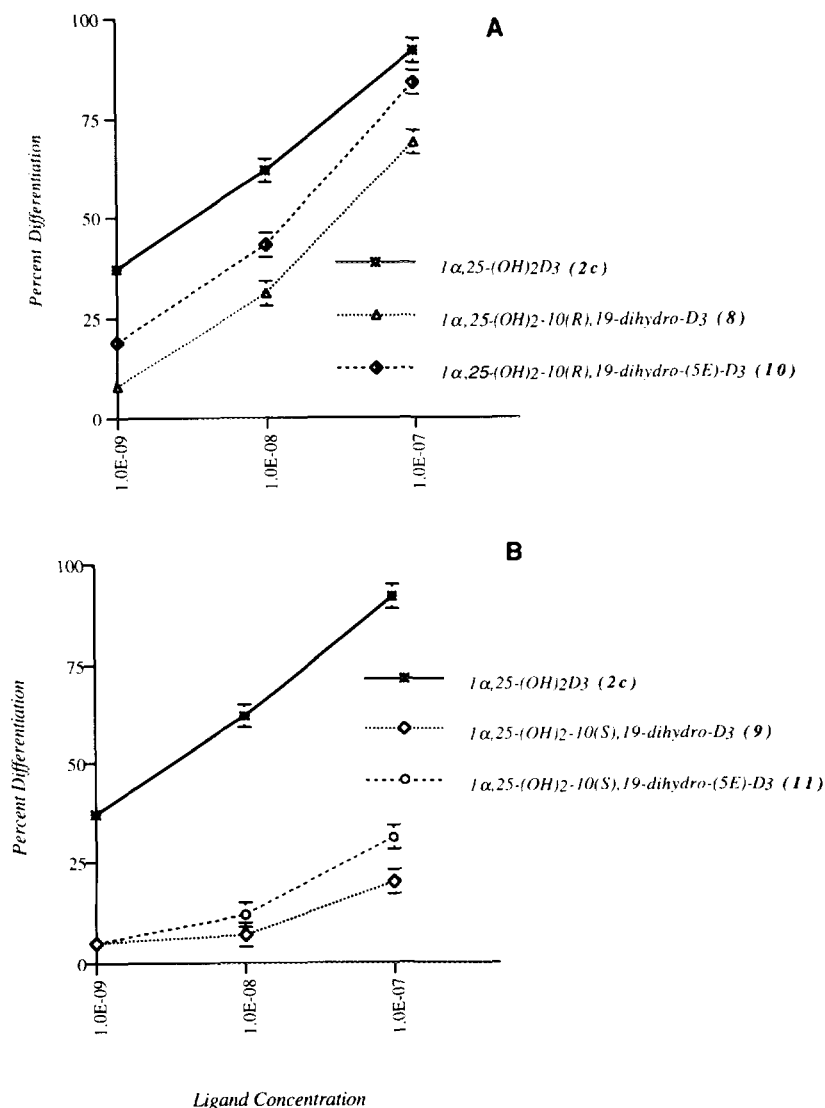 A
100
75
50
25
0
Percent Differentiation
1α,25-(OH)2D3 (2c)
1α,25-(OH)2-10(R),19-dihydro-D3 (8)
1α,25-(OH)2-10(R),19-dihydro-(5E)-D3 (10)
1.0E-09
1.0E-08
1.0E-07
B
100
75
50
25
0
Percent Differentiation
1α,25-(OH)2D3 (2c)
1α,25-(OH)2-10(S),19-dihydro-D3 (9)
1α,25-(OH)2-10(S),19-dihydro-(5E)-D3 (11)
1.0E-09
1.0E-08
1.0E-07
Ligand Concentration